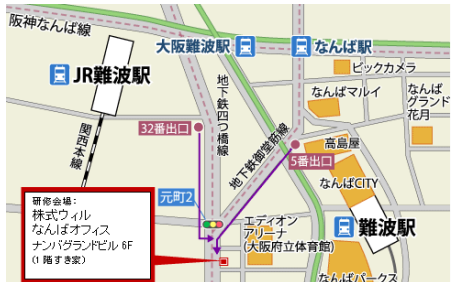 阪神なんば線
大阪難波駅
なんば駅
JR難波駅
ビックカメラ
なんばマルイ
なんば
グランド
花月
地下鉄四つ橋線
地下鉄御堂筋線
関西本線
32番出口
5番出口
高島屋
なんばCITY
元町2
難波駅
エディオン
アリーナ
(大阪府立体育館)
なんばパークス
研修会場：
株式ウィル
なんばオフィス
ナンバグランドビル 6F
(1階すき家)